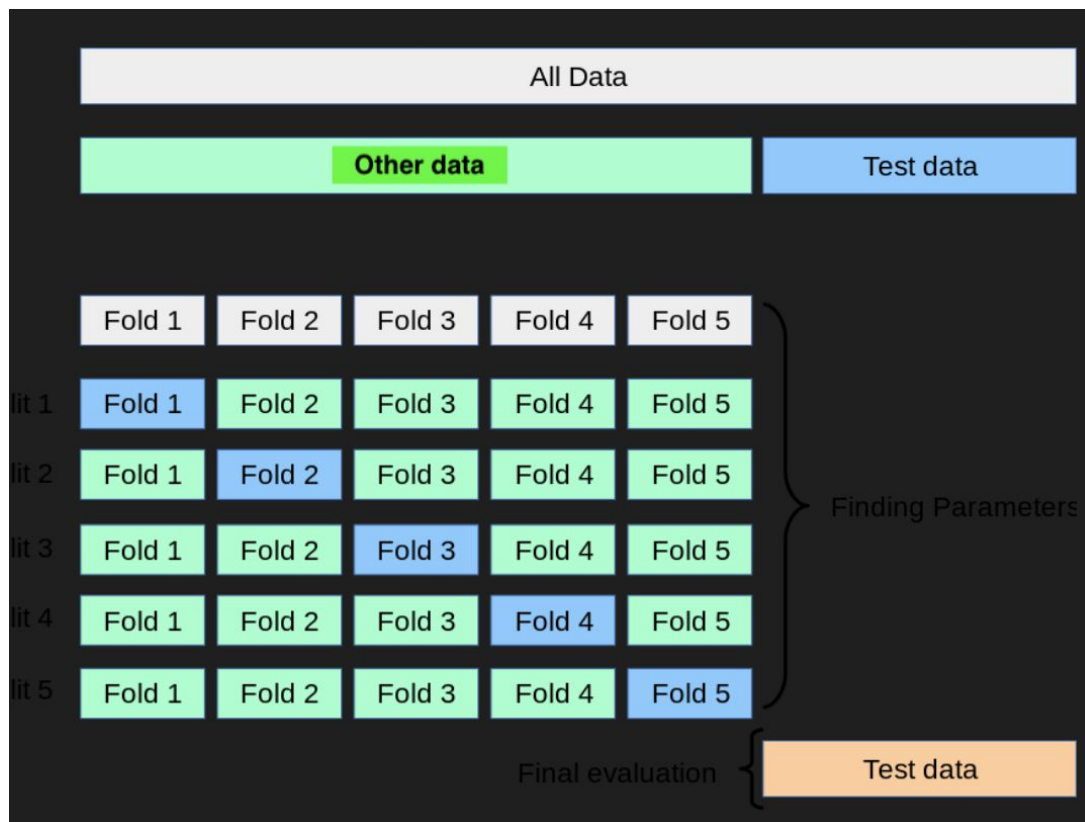 All Data
Other data Test data
Fold 1 Fold 2 Fold 3 Fold 4 Fold 5
lit 1 Fold 1 Fold 2 Fold 3 Fold 4 Fold 5
lit 2 Fold 1 Fold 2 Fold 3 Fold 4 Fold 5
Finding Parameters
lit 3 Fold 1 Fold 2 Fold 3 Fold 4 Fold 5
lit 4 Fold 1 Fold 2 Fold 3 Fold 4 Fold 5
lit 5 Fold 1 Fold 2 Fold 3 Fold 4 Fold 5
Final evaluation Test data